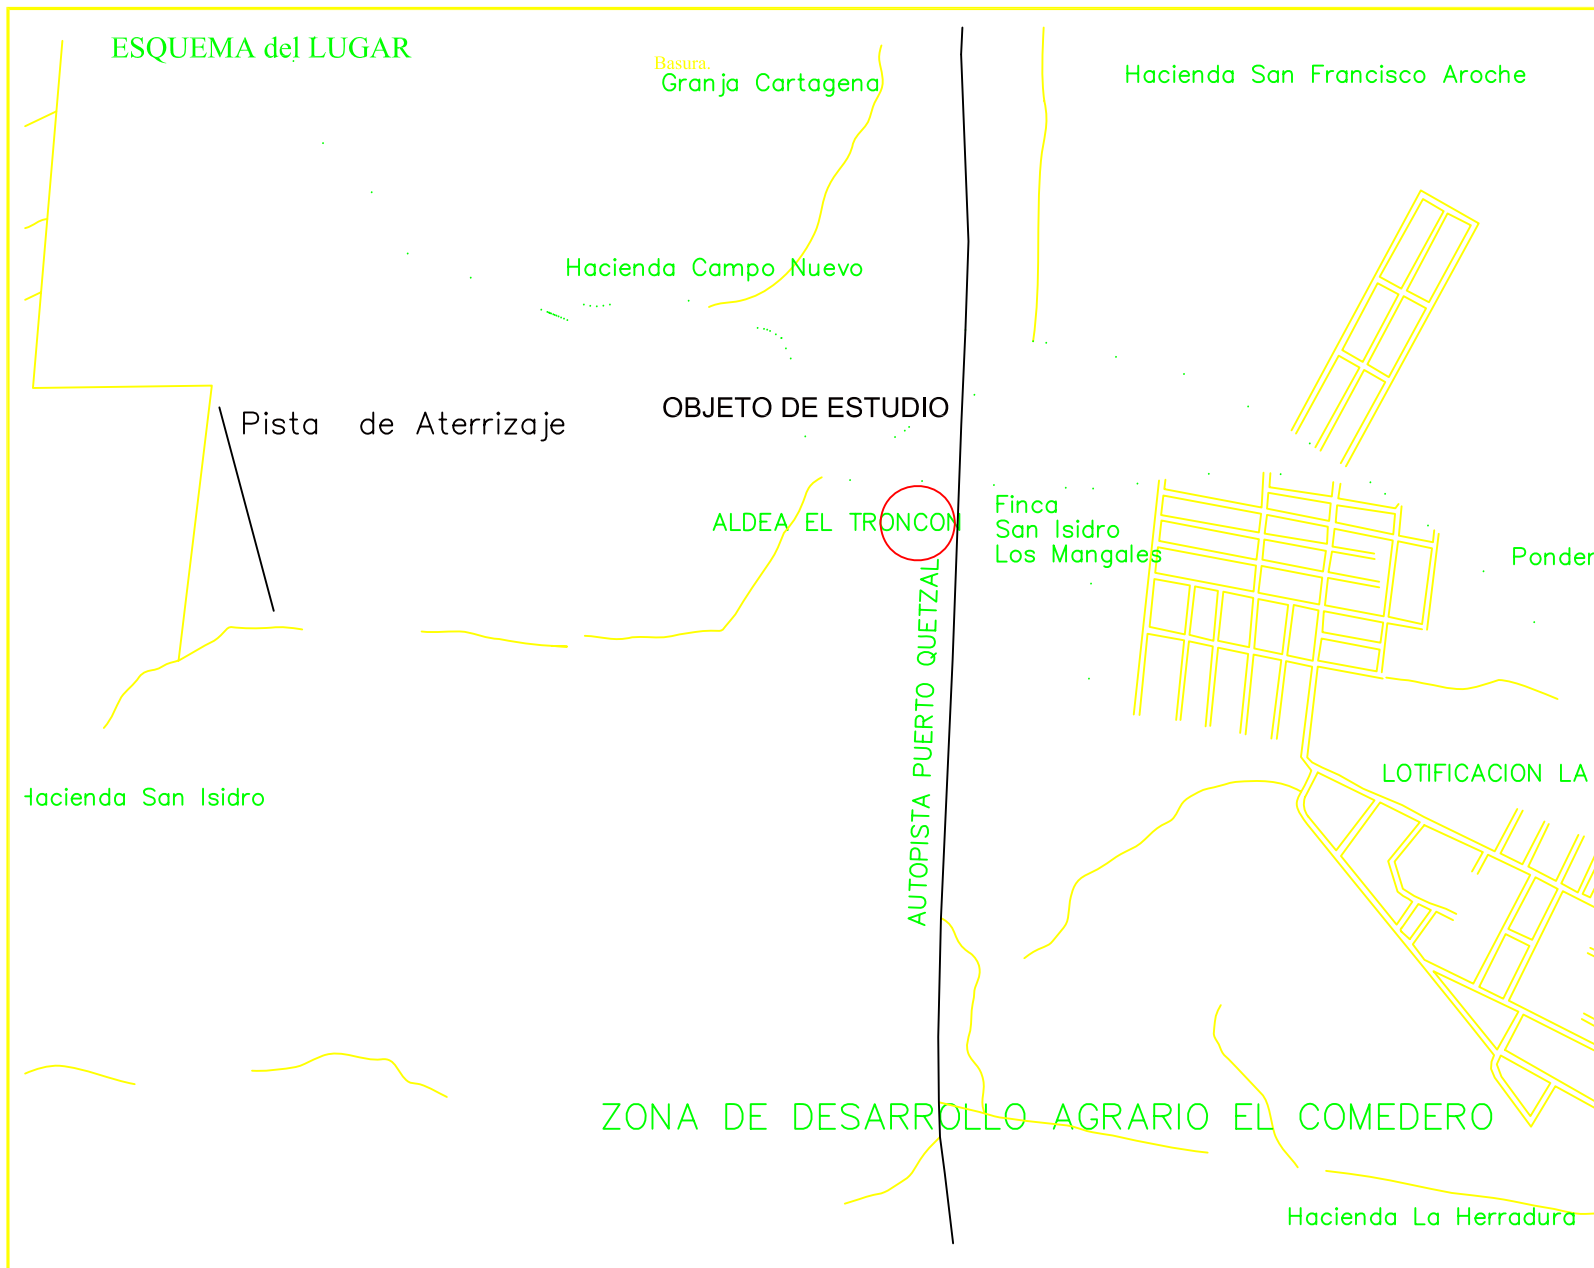 ESQUEMA del LUGAR
Basura.
Granja Cartagena
Hacienda San Francisco Aroche
Hacienda Campo Nuevo
OBJETO DE ESTUDIO
Pista de Aterrizaje
ALDEA EL TRONCON
Finca
San Isidro
Los Mangales
Ponder
AUTOPISTA PUERTO QUETZAL
LOTIFICACION LA
Hacienda San Isidro
ZONA DE DESARROLLO AGRARIO EL COMEDERO
Hacienda La Herradura